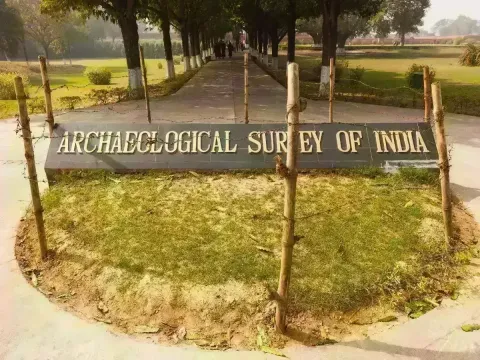 ARCHAEOLOGICAL SURVEY OF INDIA